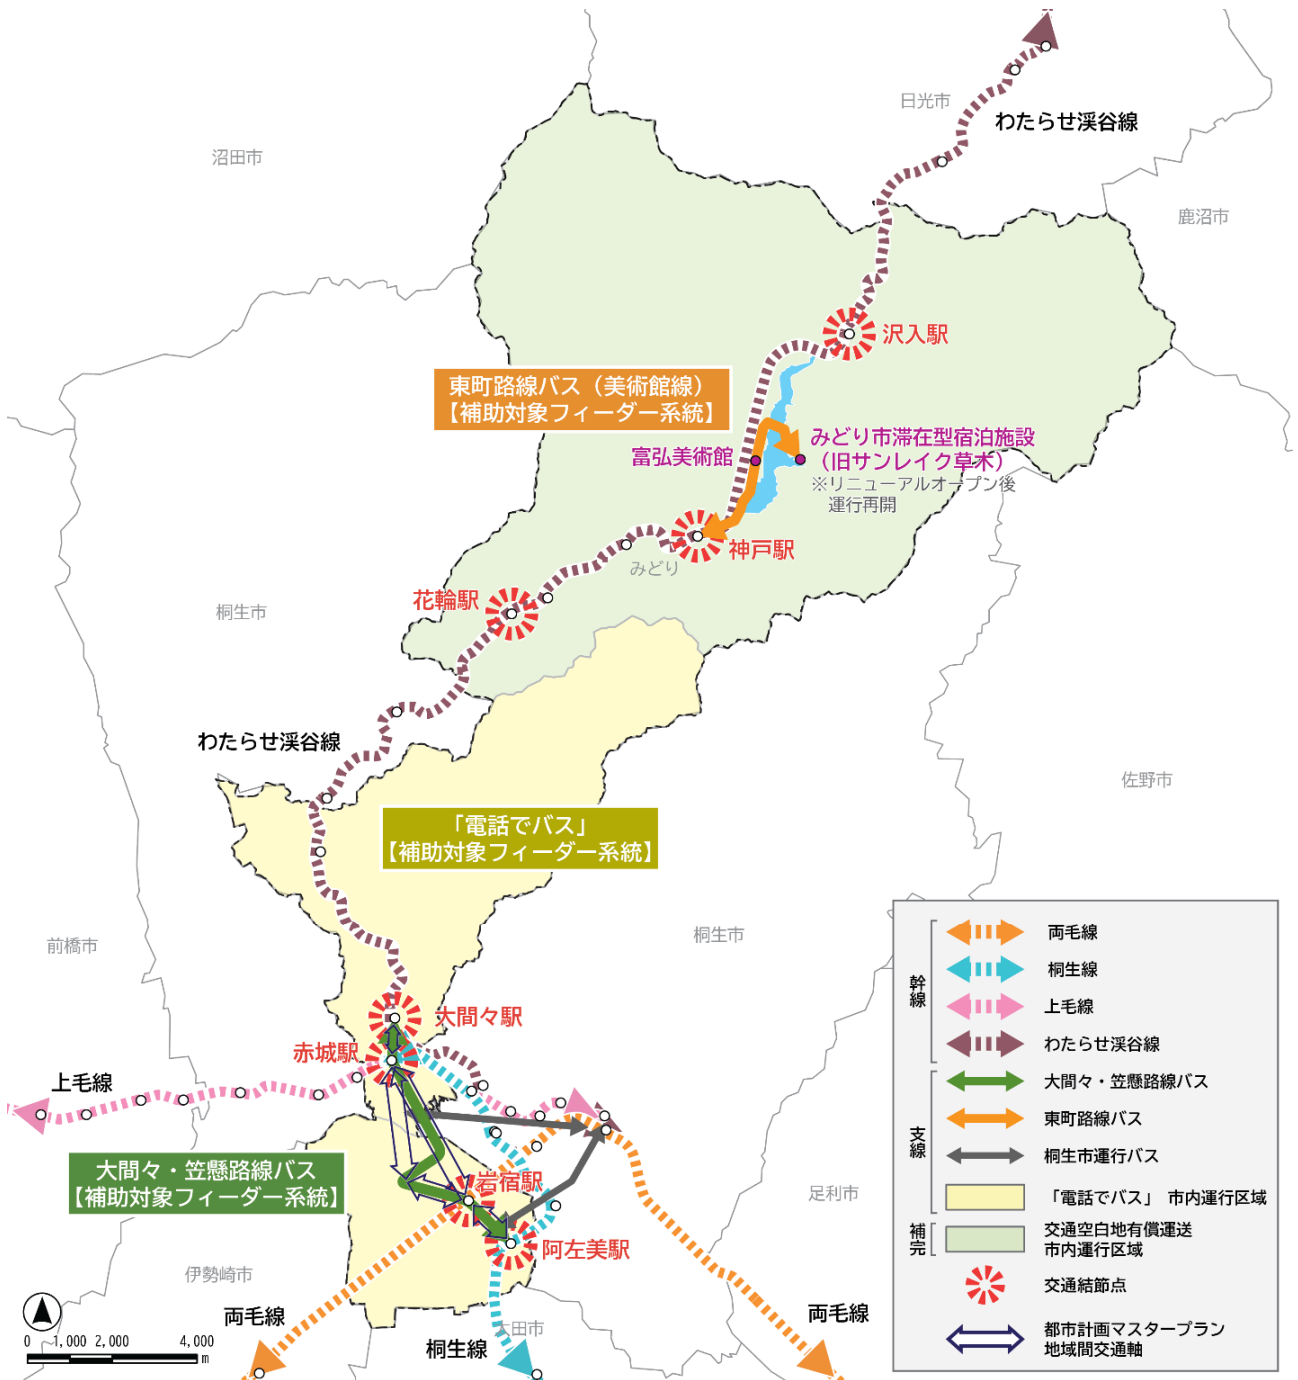 日光市
わたらせ渓谷線
沼田市
鹿沼市
沢入駅
東町路線バス（美術館線）
【補助対象フィーダー系統】
富弘美術館
みどり市滞在型宿泊施設
（旧サンレイク草木）
※リニューアルオープン後
運行再開
神戸駅
みどり
花輪駅
桐生市
わたらせ渓谷線
佐野市
「電話でバス」
【補助対象フィーダー系統】
前橋市
桐生市
大間々駅
赤城駅
上毛線
大間々・笠懸路線バス
【補助対象フィーダー系統】
岩宿駅
阿左美駅
足利市
伊勢崎市
両毛線
太田市
桐生線
両毛線
0 1,000 2,000 4,000
m
幹線
両毛線
桐生線
上毛線
わたらせ渓谷線
支線
大間々・笠懸路線バス
東町路線バス
桐生市運行バス
「電話でバス」 市内運行区域
補完
交通空白地有償運送
市内運行区域
交通結節点
都市計画マスタープラン
地域間交通軸